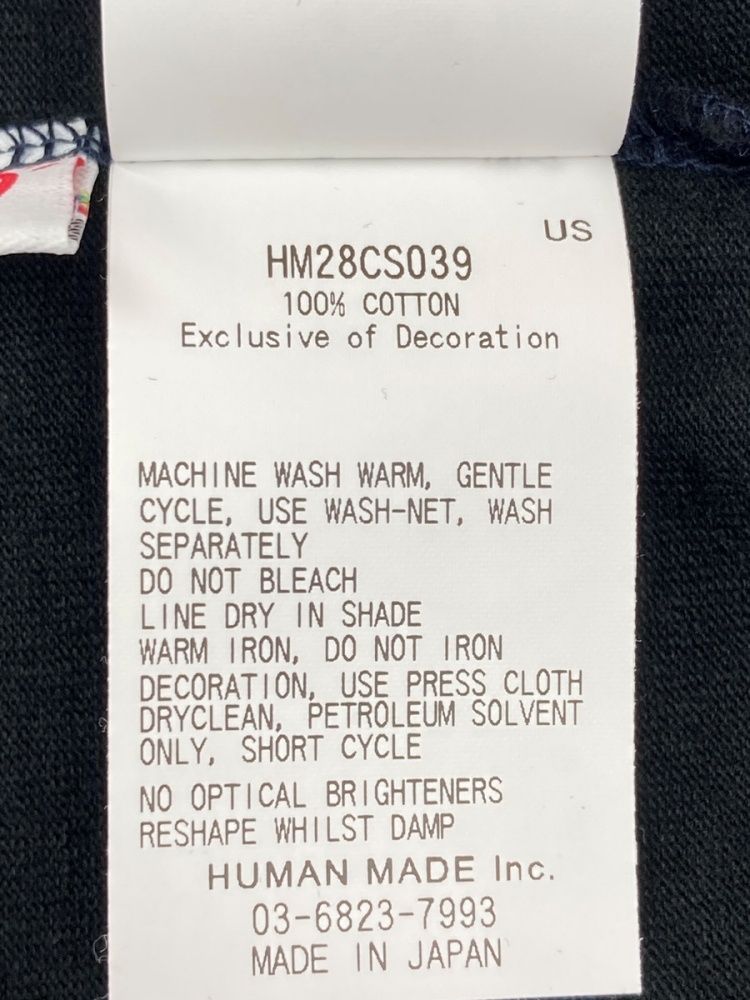 US
HM28CS039
100% COTTON
Exclusive of Decoration
MACHINE WASH WARM, GENTLE
CYCLE, USE WASH-NET, WASH
SEPARATELY
DO NOT BLEACH
LINE DRY IN SHADE
WARM IRON, DO NOT IRON
DECORATION, USE PRESS CLOTH
DRYCLEAN, PETROLEUM SOLVENT
ONLY, SHORT CYCLE
NO OPTICAL BRIGHTENERS
RESHAPE WHILST DAMP
HUMAN MADE Inc.
03-6823-7993
MADE IN JAPAN